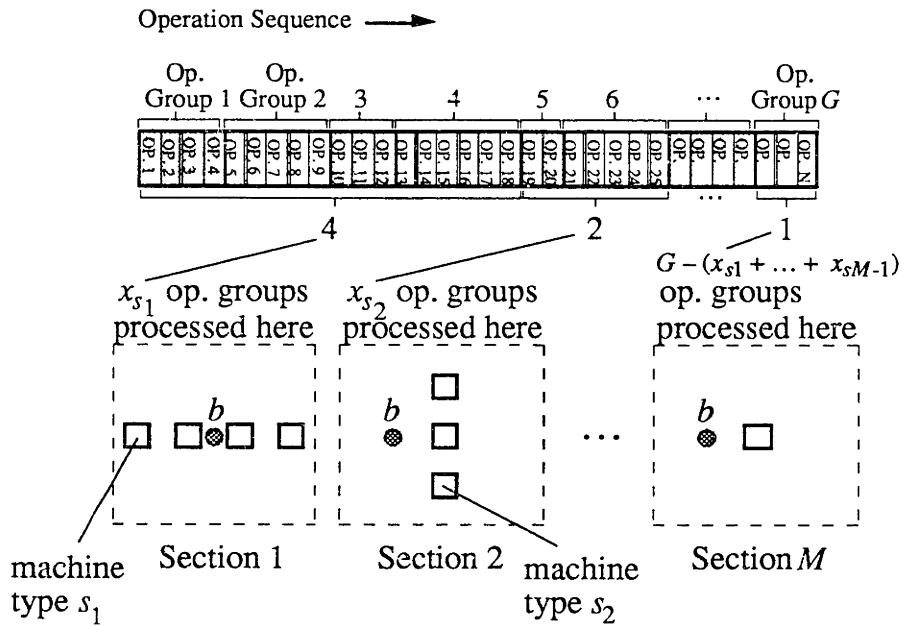 Operation Sequence
Op. Group 1 Op. Group 2 3 4 5 6 ... Op. Group G
OP. 1 OP. 2 OP. 3 OP. 4 OP. 5 OP. 6 OP. 7 OP. 8 OP. 9 OP. 10 OP. 11 OP. 12 OP. 13 OP. 14 OP. 15 OP. 16 OP. 17 OP. 18 OP. 19 OP. 20 OP. 21 OP. 22 OP. 23 OP. 24 OP. 25 OP. OP. OP. OP. OP. OP. OP. N
4 2 ... 1
x_{s_1} op. groups processed here
x_{s_2} op. groups processed here
G – (x_{s1} + ... + x_{sM-1}) op. groups processed here
b b ... b
Section 1 Section 2 Section M
machine type s_1
machine type s_2